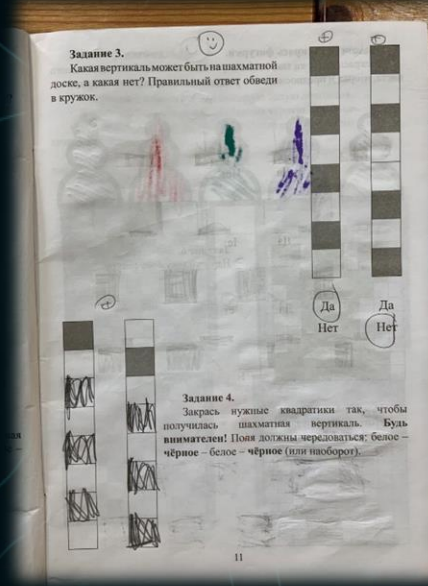 Задание 3.
Какая вертикаль может быть на шахматной
доске, а какая нет? Правильный ответ обведи
в кружок.
Да
Нет
Да
Нет
Задание 4.
Закрась нужные квадратики так, чтобы
получилась шахматная вертикаль. Будь
внимателен! Поля должны чередоваться: белое –
чёрное – белое – чёрное (или наоборот).
11